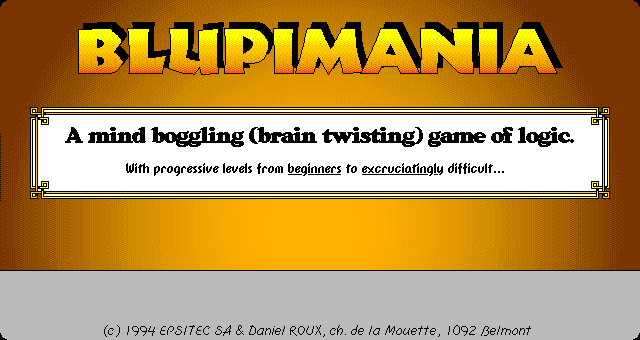 BLUPIMANIA
A mind boggling (brain twisting) game of logic.
With progressive levels from beginners to excruciatingly difficult...
(c) 1994 EPSITEC SA & Daniel ROUX, ch. de la Mouette, 1092 Belmont